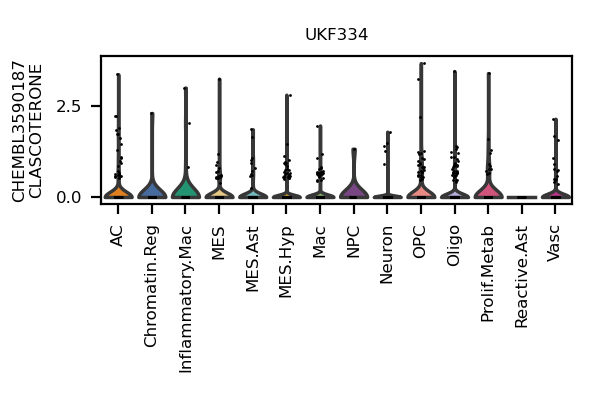 UKF334
CHEMBL3590187
CLASCOTERONE
2.5
0.0
AC
Chromatin.Reg
Inflammatory.Mac
MES
MES.Ast
MES.Hyp
Mac
NPC
Neuron
OPC
Oligo
Prolif.Metab
Reactive.Ast
Vasc